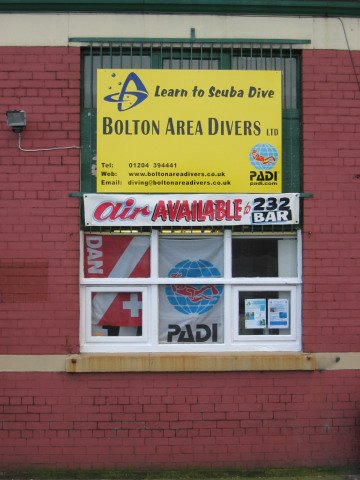 Learn to Scuba Dive
BOLTON AREA DIVERS LTD
Tel: 01204 394441
Web: www.boltonareadivers.co.uk
Email: diving@boltonareadivers.co.uk
PADI
padi.com
air AVAILABLE to 232 BAR
DAN
PADI